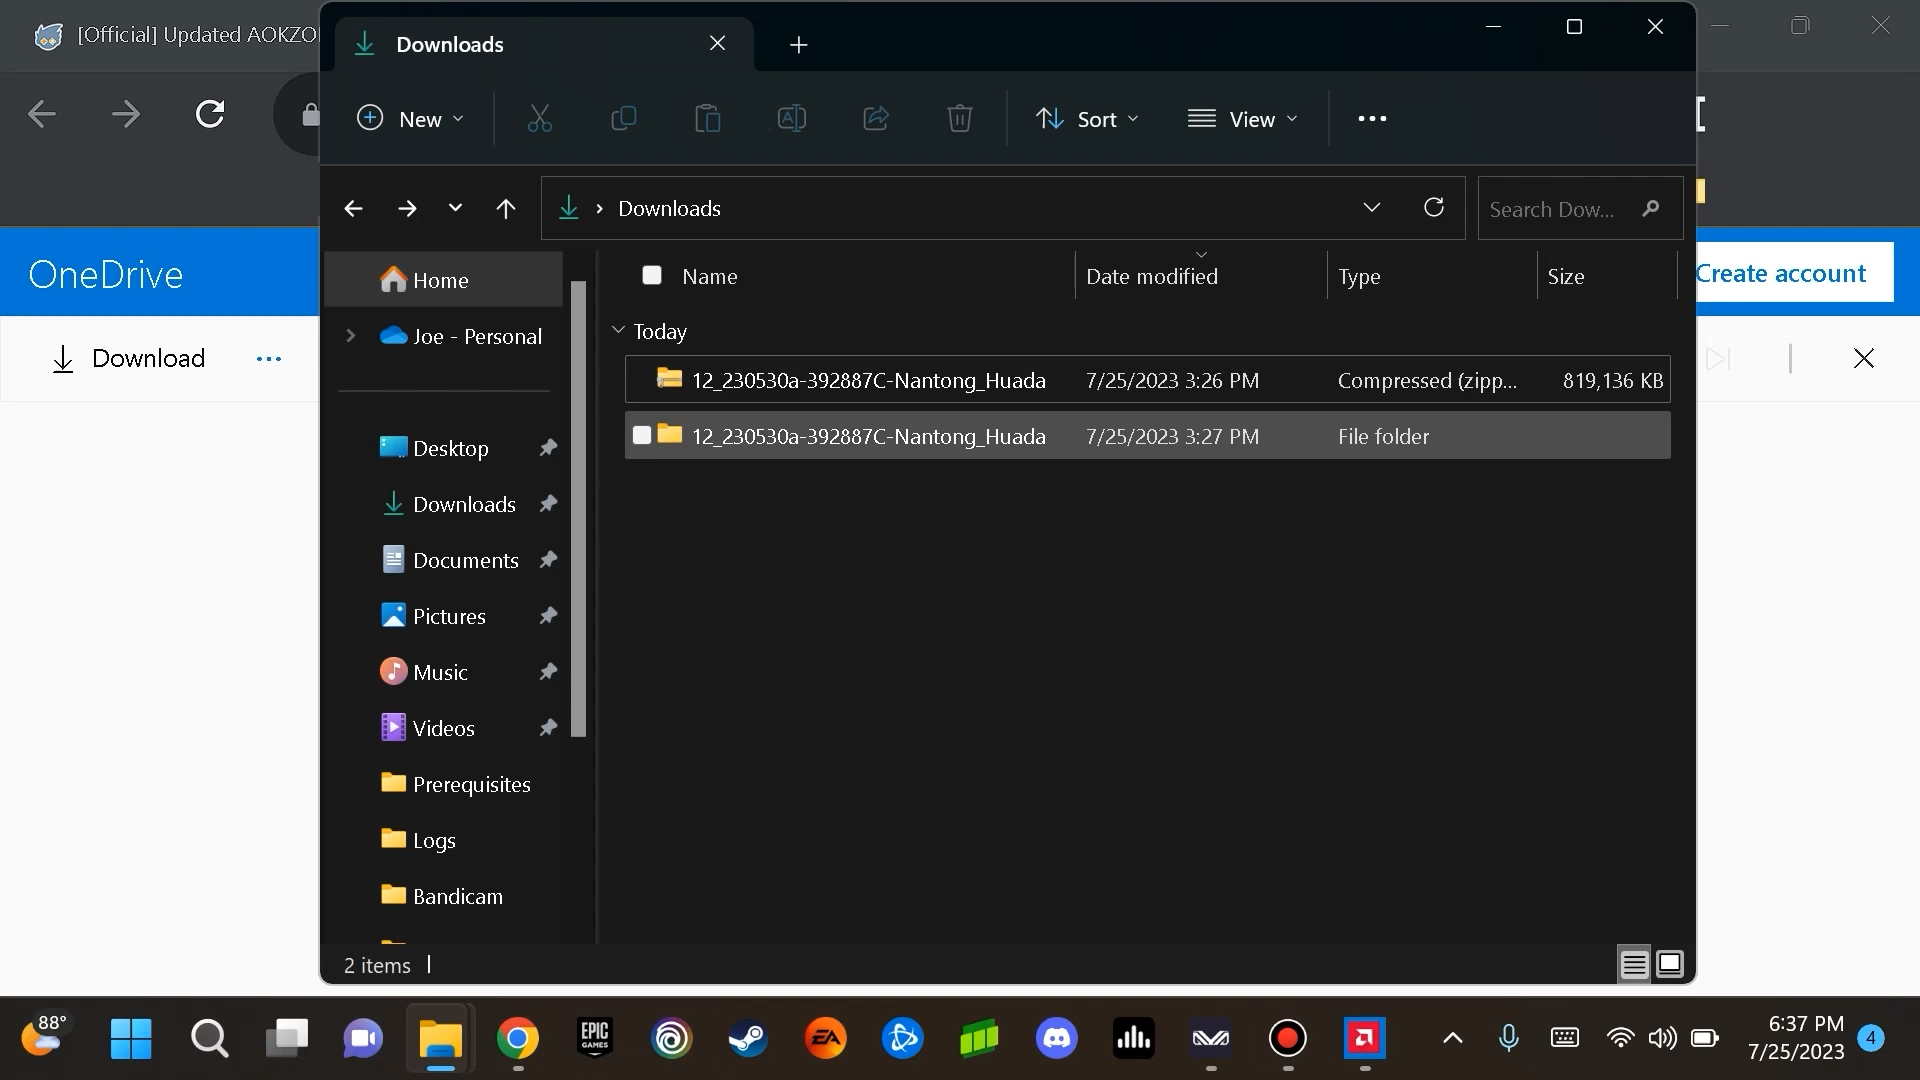 [Official] Updated AOKZO
Downloads
New
Sort
View
Downloads
Search Dow...
OneDrive
Create account
Download
Home
Joe - Personal
Desktop
Downloads
Documents
Pictures
Music
Videos
Prerequisites
Logs
Bandicam
Name
Date modified
Type
Size
Today
12_230530a-392887C-Nantong_Huada 7/25/2023 3:26 PM Compressed (zipp... 819,136 KB
12_230530a-392887C-Nantong_Huada 7/25/2023 3:27 PM File folder
2 items
88°
EPIC
GAMES
EA
6:37 PM
7/25/2023
4